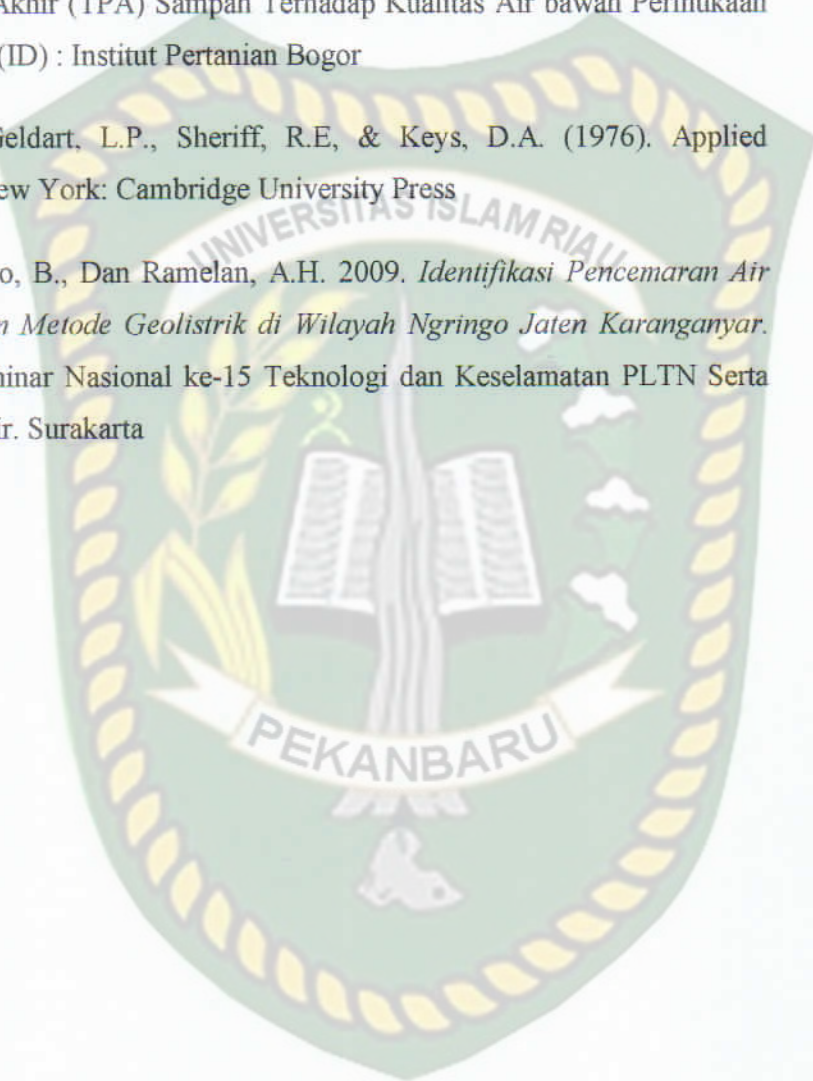 Akhir (TPA) Sampah Terhadap Kualitas Air bawah Permukaan
(ID) : Institut Pertanian Bogor
Geldart, L.P., Sheriff, R.E, & Keys, D.A. (1976). Applied
New York: Cambridge University Press
UNIVERSITAS ISLAM RIAU
o, B., Dan Ramelan, A.H. 2009. Identifikasi Pencemaran Air
n Metode Geolistrik di Wilayah Ngringo Jaten Karanganyar.
minar Nasional ke-15 Teknologi dan Keselamatan PLTN Serta
ir. Surakarta
PEKANBARU